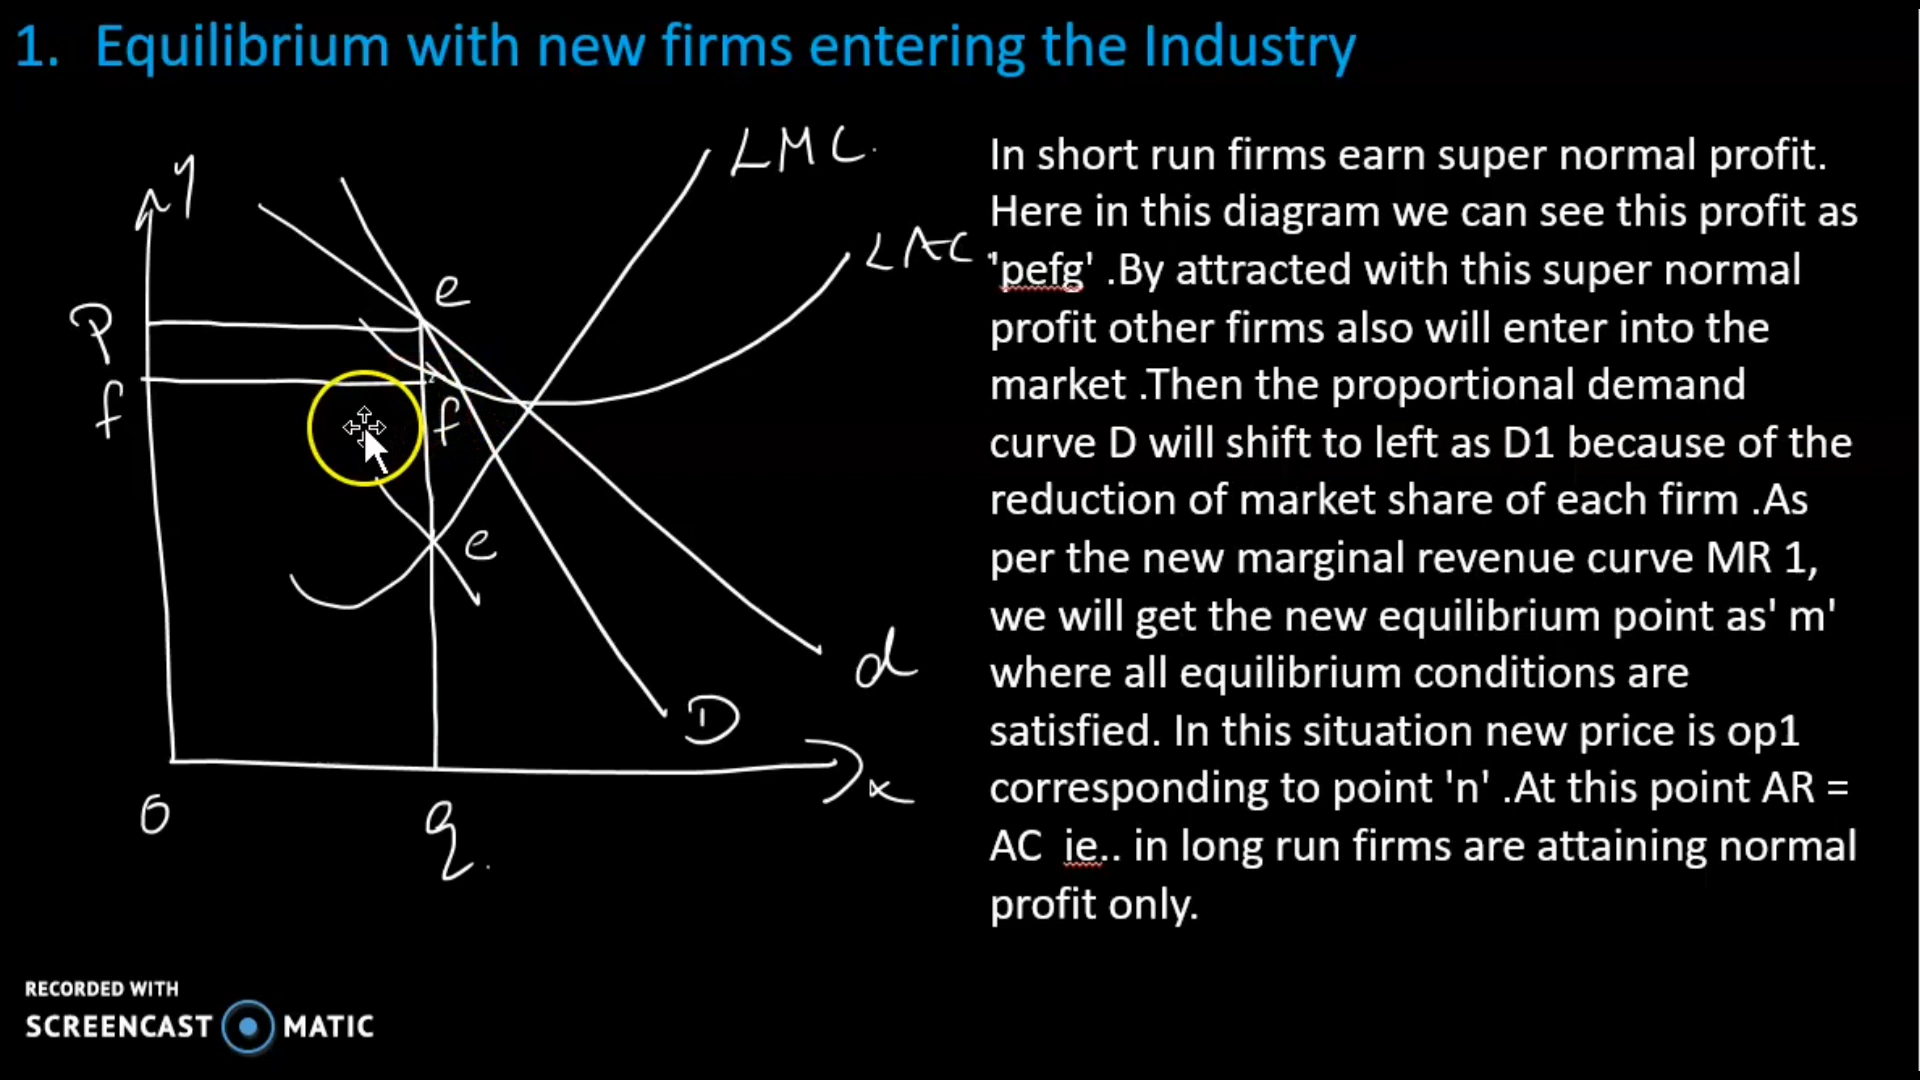 1. Equilibrium with new firms entering the Industry
LMC.
y
LAC.
e
P
f
f
e
d
D
x
o
q.
In short run firms earn super normal profit.
Here in this diagram we can see this profit as
'pefg' .By attracted with this super normal
profit other firms also will enter into the
market .Then the proportional demand
curve D will shift to left as D1 because of the
reduction of market share of each firm .As
per the new marginal revenue curve MR 1,
we will get the new equilibrium point as' m'
where all equilibrium conditions are
satisfied. In this situation new price is op1
corresponding to point 'n' .At this point AR =
AC ie.. in long run firms are attaining normal
profit only.
RECORDED WITH
SCREENCAST MATIC